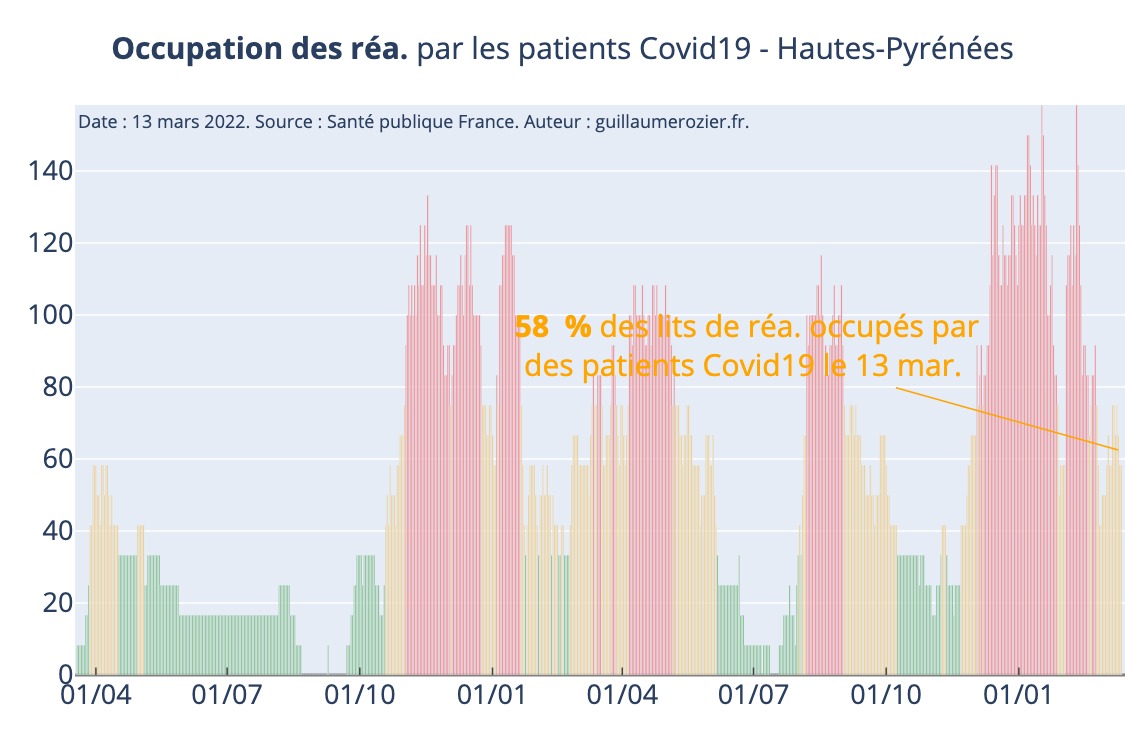 Occupation des réa. par les patients Covid19 - Hautes-Pyrénées
Date : 13 mars 2022. Source : Santé publique France. Auteur : guillaumerozier.fr.
140
120
100
80
60
40
20
0
58 % des lits de réa. occupés par
des patients Covid19 le 13 mar.
01/04 01/07 01/10 01/01 01/04 01/07 01/10 01/01